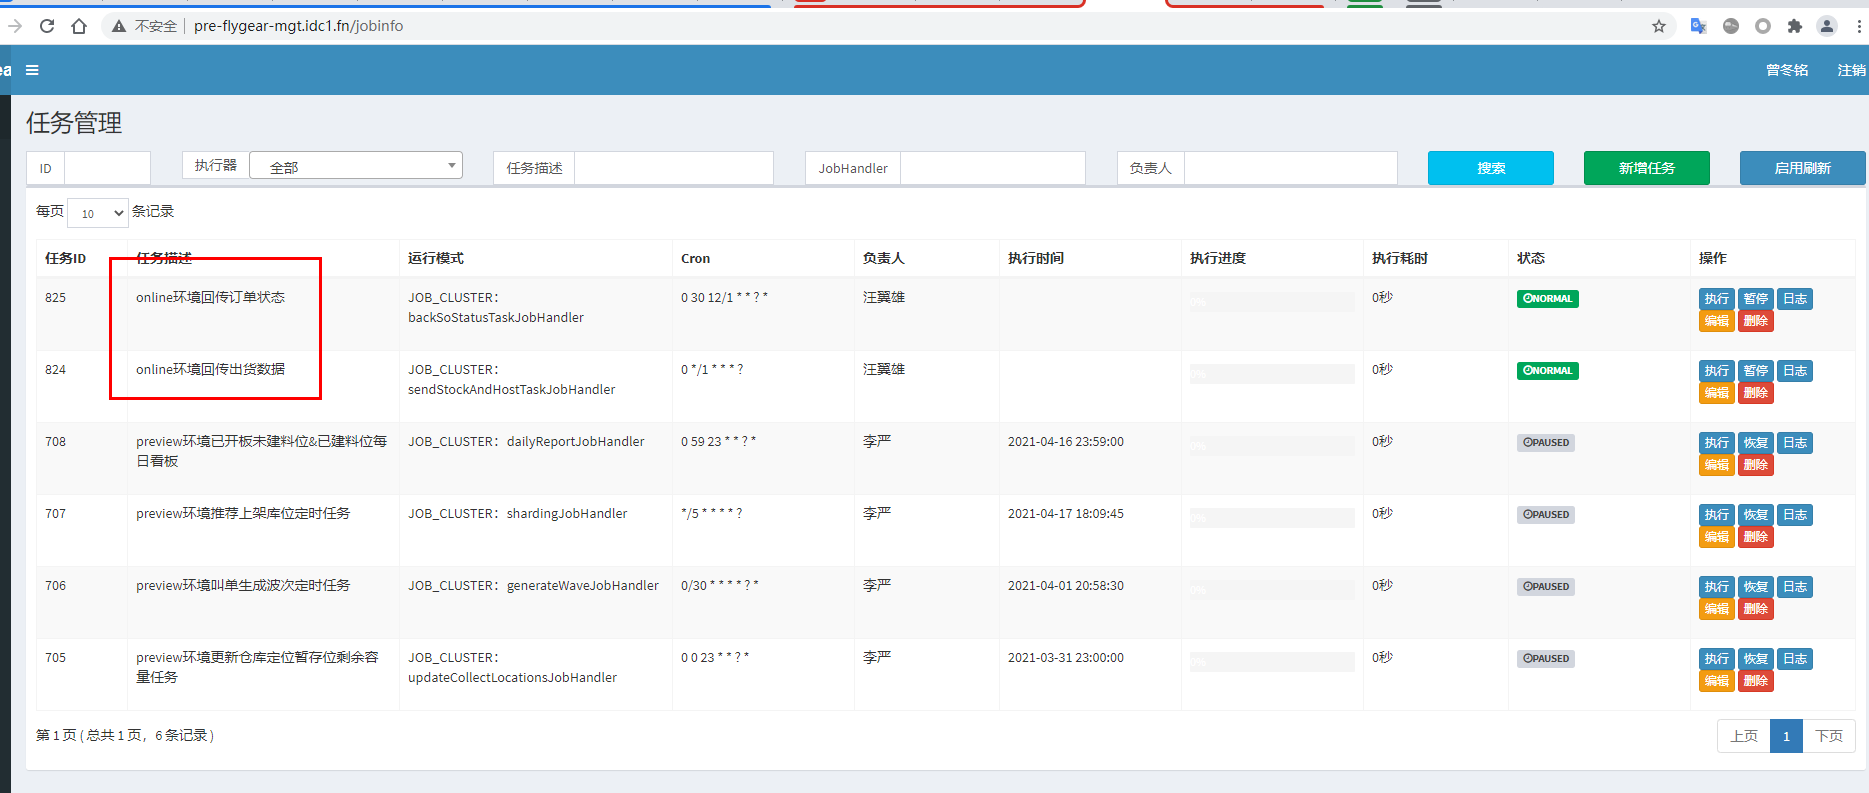 不安全 pre-flygear-mgt.idc1.fn/jobinfo
ea 曾冬铭 注销
任务管理
ID 执行器 全部 任务描述 JobHandler 负责人 搜索 新增任务 启用刷新
每页 10 条记录
任务ID 任务描述 运行模式 Cron 负责人 执行时间 执行进度 执行耗时 状态 操作
825 online环境回传订单状态 JOB_CLUSTER： 0 30 12/1 * * ? * 汪翼雄 0% 0秒 NORMAL 执行 暂停 日志
backSoStatusTaskJobHandler 编辑 删除
824 online环境回传出货数据 JOB_CLUSTER： 0 */1 * * * ? 汪翼雄 0% 0秒 NORMAL 执行 暂停 日志
sendStockAndHostTaskJobHandler 编辑 删除
708 preview环境已开板未建料位&已建料位每 JOB_CLUSTER：dailyReportJobHandler 0 59 23 * * ? * 李严 2021-04-16 23:59:00 0% 0秒 PAUSED 执行 恢复 日志
日看板 编辑 删除
707 preview环境推荐上架库位定时任务 JOB_CLUSTER：shardingJobHandler */5 * * * * ? 李严 2021-04-17 18:09:45 0% 0秒 PAUSED 执行 恢复 日志
编辑 删除
706 preview环境叫单生成波次定时任务 JOB_CLUSTER：generateWaveJobHandler 0/30 * * * * ? * 李严 2021-04-01 20:58:30 0% 0秒 PAUSED 执行 恢复 日志
编辑 删除
705 preview环境更新仓库定位暂存位剩余容 JOB_CLUSTER： 0 0 23 * * ? * 李严 2021-03-31 23:00:00 0% 0秒 PAUSED 执行 恢复 日志
量任务 updateCollectLocationsJobHandler 编辑 删除
第 1 页 ( 总共 1 页，6 条记录 ) 上页 1 下页